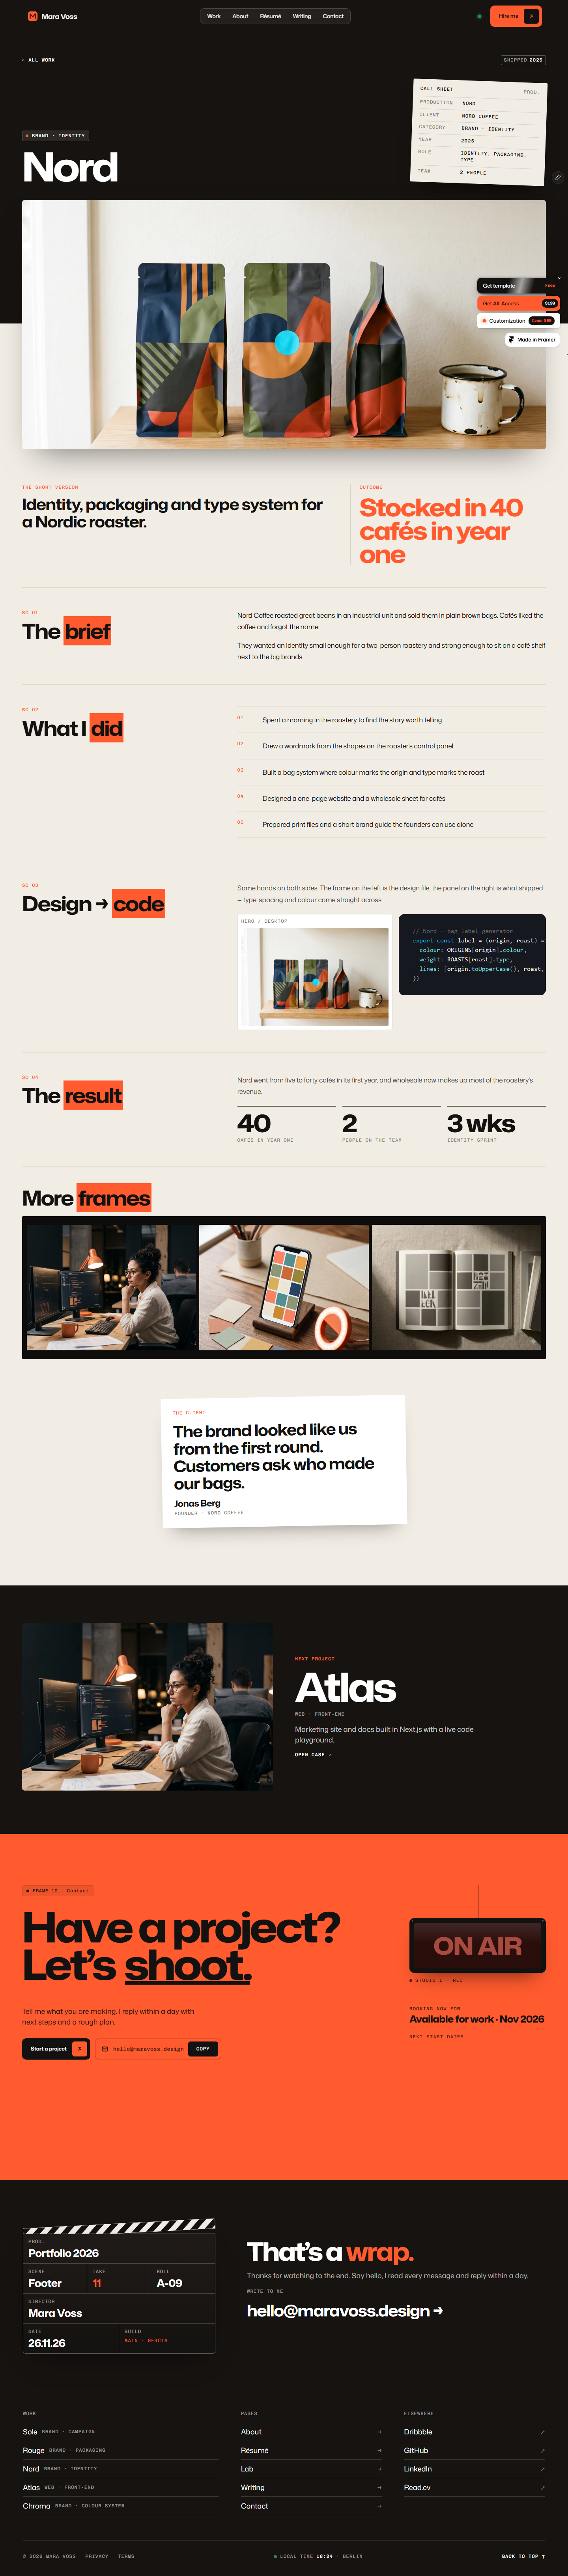 Mara Voss
Work About Résumé Writing Contact
Hire me
← ALL WORK
SHIPPED 2025
CALL SHEET PROD.
PRODUCTION NORD
CLIENT NORD COFFEE
CATEGORY BRAND · IDENTITY
YEAR 2025
ROLE IDENTITY, PACKAGING,
TYPE
TEAM 2 PEOPLE
BRAND · IDENTITY
Nord
Get template Free
Get All-Access $199
Customization
Made in Framer
THE SHORT VERSION
Identity, packaging and type system for
a Nordic roaster.
OUTCOME
Stocked in 40
cafés in year
one
SC 01
The brief
Nord Coffee roasted great beans in an industrial unit and sold them in plain brown bags. Cafés liked the
coffee and forgot the name.
They wanted an identity small enough for a two-person roastery and strong enough to sit on a café shelf
next to the big brands.
SC 02
What I did
01 Spent a morning in the roastery to find the story worth telling
02 Drew a wordmark from the shapes on the roaster's control panel
03 Built a bag system where colour marks the origin and type marks the roast
04 Designed a one-page website and a wholesale sheet for cafés
05 Prepared print files and a short brand guide the founders can use alone
SC 03
Design → code
Same hands on both sides. The frame on the left is the design file, the panel on the right is what shipped
— type, spacing and colour come straight across.
HERO / DESKTOP
// Nord — bag label generator
export const label = (origin, roast) =
colour: ORIGINS[origin].colour,
weight: ROASTS[roast].type,
lines: [origin.toUpperCase(), roast,
})
SC 04
The result
Nord went from five to forty cafés in its first year, and wholesale now makes up most of the roastery's
revenue.
40
CAFÉS IN YEAR ONE
2
PEOPLE ON THE TEAM
3 wks
IDENTITY SPRINT
More frames
THE CLIENT
The brand looked like us
from the first round.
Customers ask who made
our bags.
Jonas Berg
FOUNDER · NORD COFFEE
NEXT PROJECT
Atlas
WEB · FRONT-END
Marketing site and docs built in Next.js with a live code
playground.
OPEN CASE →
FRAME 10 — Contact
Have a project?
Let's shoot.
Tell me what you are making. I reply within a day with
next steps and a rough plan.
Start a project
hello@maravoss.design COPY
ON AIR
STUDIO 1 · REC
BOOKING NOW FOR
Available for work · Nov 2026
NEXT START DATES
PROD.
Portfolio 2026
SCENE TAKE ROLL
Footer 11 A-09
DIRECTOR
Mara Voss
DATE BUILD
26.11.26 MAIN · 9F3C1A
That's a wrap.
Thanks for watching to the end. Say hello, I read every message and reply within a day.
WRITE TO ME
hello@maravoss.design →
WORK
Sole BRAND · CAMPAIGN
Rouge BRAND · PACKAGING
Nord BRAND · IDENTITY
Atlas WEB · FRONT-END
Chroma BRAND · COLOUR SYSTEM
PAGES
About →
Résumé →
Lab →
Writing →
Contact →
ELSEWHERE
Dribbble ↗
GitHub ↗
LinkedIn ↗
Read.cv ↗
© 2026 MARA VOSS PRIVACY TERMS
LOCAL TIME 18:24 · BERLIN
BACK TO TOP ↑